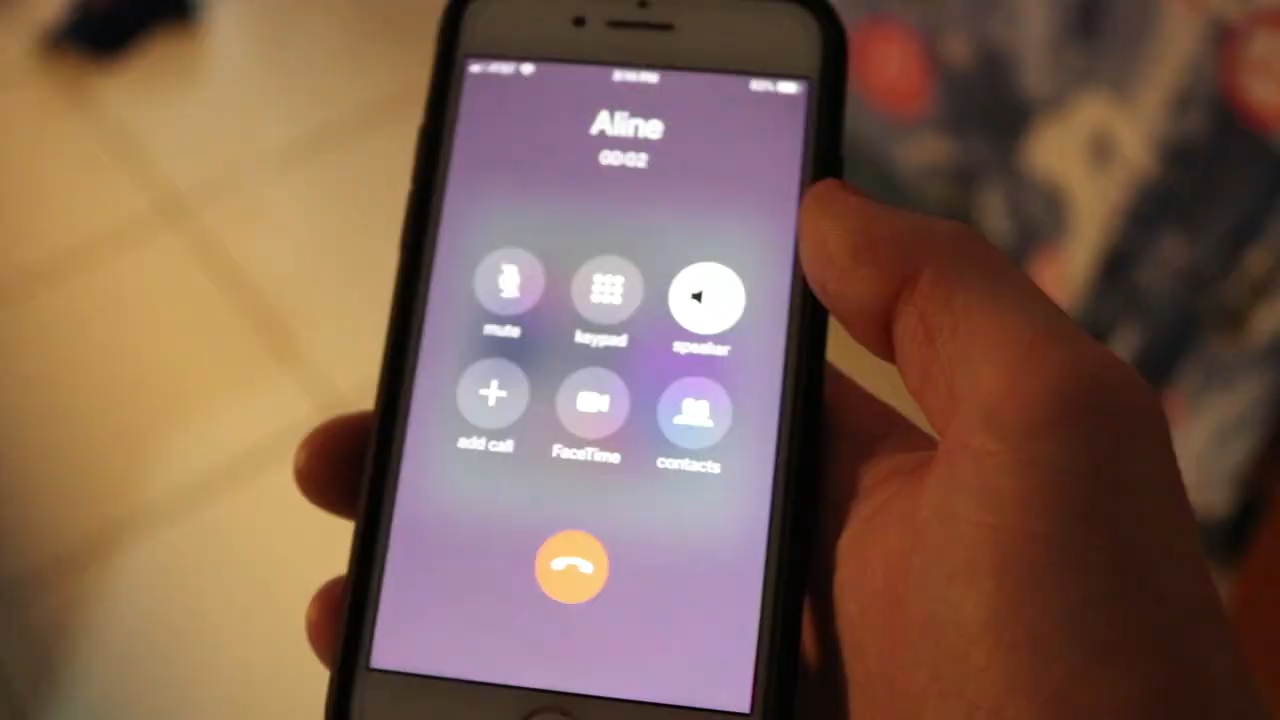 Aline
00:02
mute
keypad
speaker
add call
FaceTime
contacts